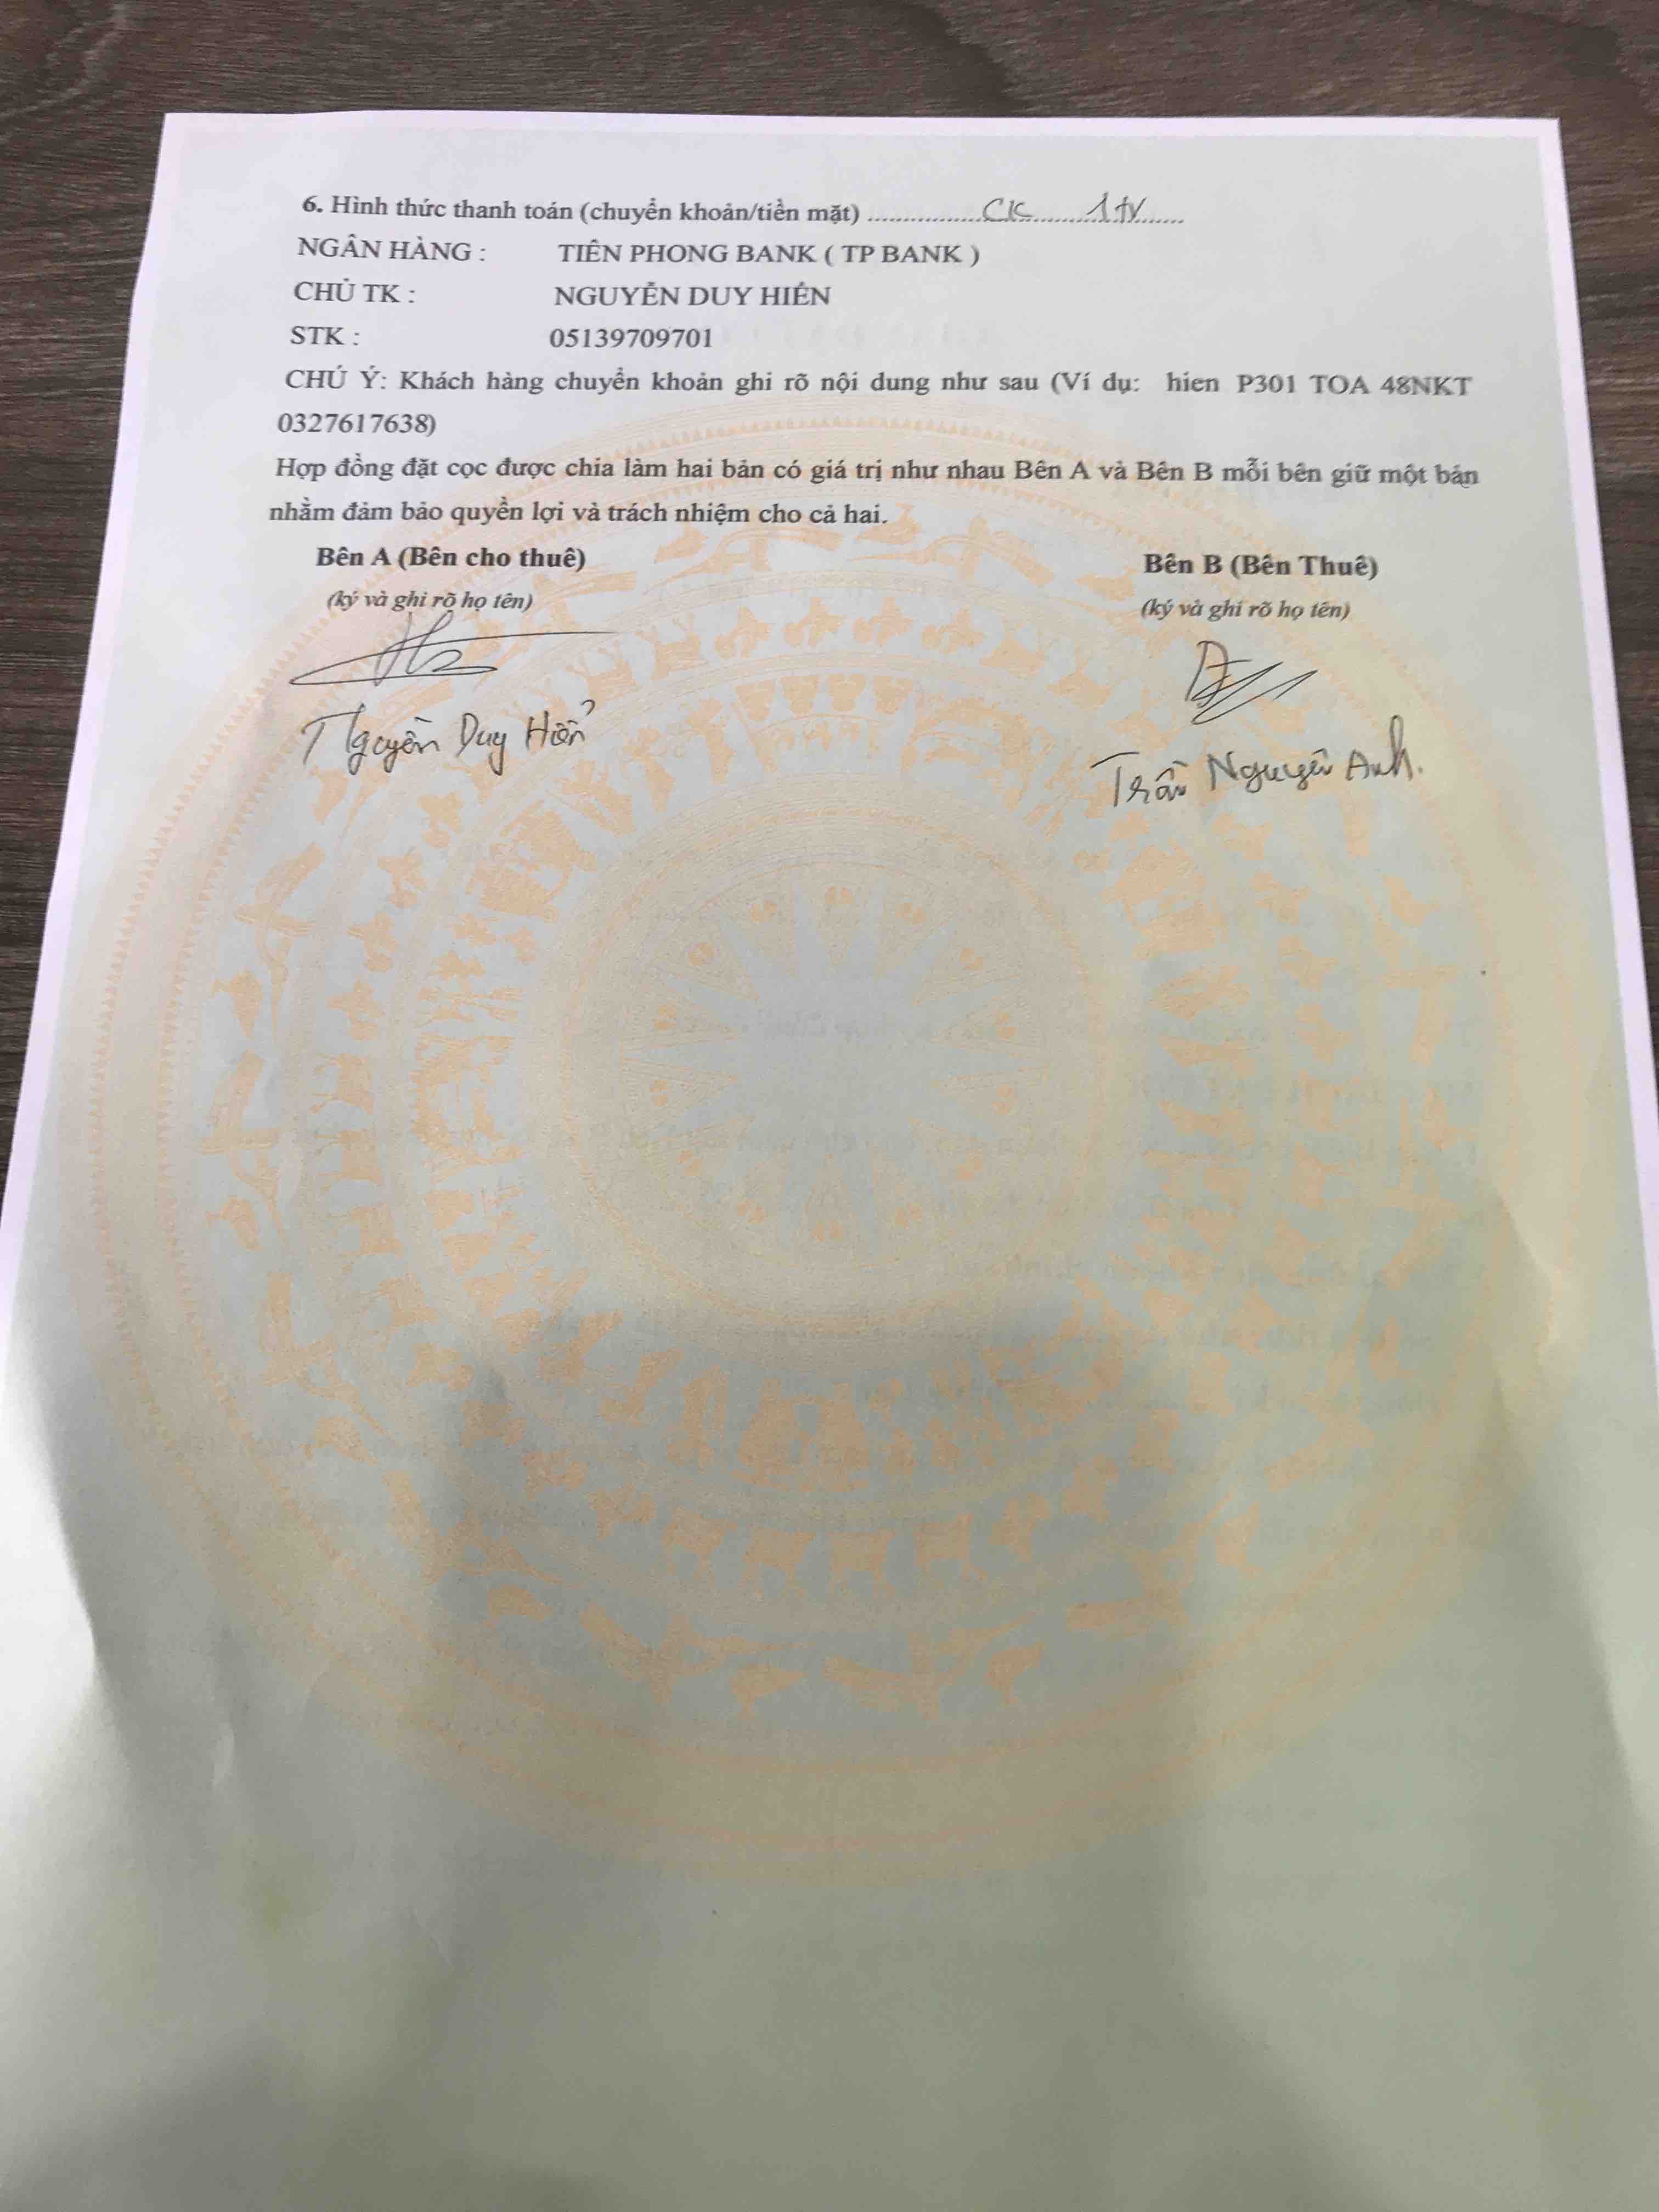 6. Hình thức thanh toán (chuyển khoản/tiền mặt) ................CK.......1tr.......
NGÂN HÀNG : TIÊN PHONG BANK ( TP BANK )
CHỦ TK : NGUYỄN DUY HIỂN
STK : 05139709701
CHÚ Ý: Khách hàng chuyển khoản ghi rõ nội dung như sau (Ví dụ: hien P301 TOA 48NKT
0327617638)
Hợp đồng đặt cọc được chia làm hai bản có giá trị như nhau Bên A và Bên B mỗi bên giữ một bản
nhằm đảm bảo quyền lợi và trách nhiệm cho cả hai.
Bên A (Bên cho thuê) Bên B (Bên Thuê)
(ký và ghi rõ họ tên) (ký và ghi rõ họ tên)
Nguyễn Duy Hiển Trần Nguyên Anh.